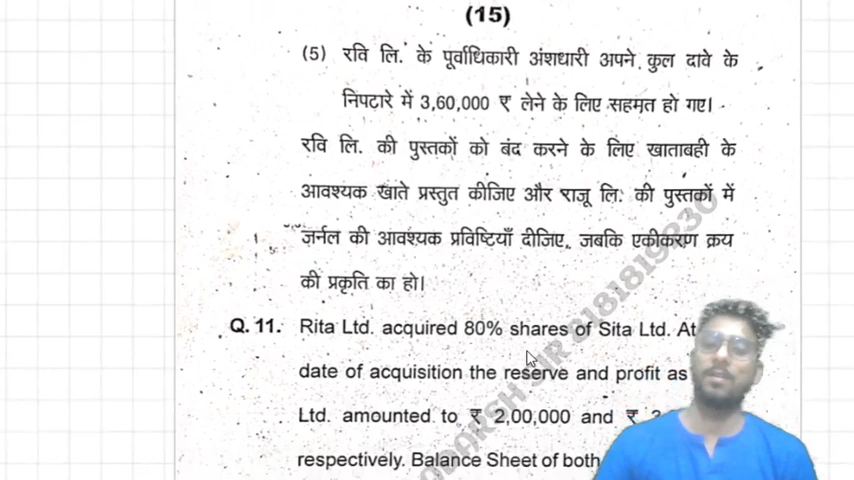 (15)
(5) रवि लि. के पूर्वाधिकारी अंशधारी अपने कुल दावे के
निपटारे में 3,60,000 ₹ लेने के लिए सहमत हो गए।
रवि लि. की पुस्तकों को बंद करने के लिए खाताबही के
आवश्यक खाते प्रस्तुत कीजिए और राजू लि. की पुस्तकों में
जर्नल की आवश्यक प्रविष्टियाँ दीजिए, जबकि एकीकरण क्रय
की प्रकृति का हो।
Q. 11. Rita Ltd. acquired 80% shares of Sita Ltd. At
date of acquisition the reserve and profit as
Ltd. amounted to ₹ 2,00,000 and ₹
respectively. Balance Sheet of both
ADARSH SIR 8181819230